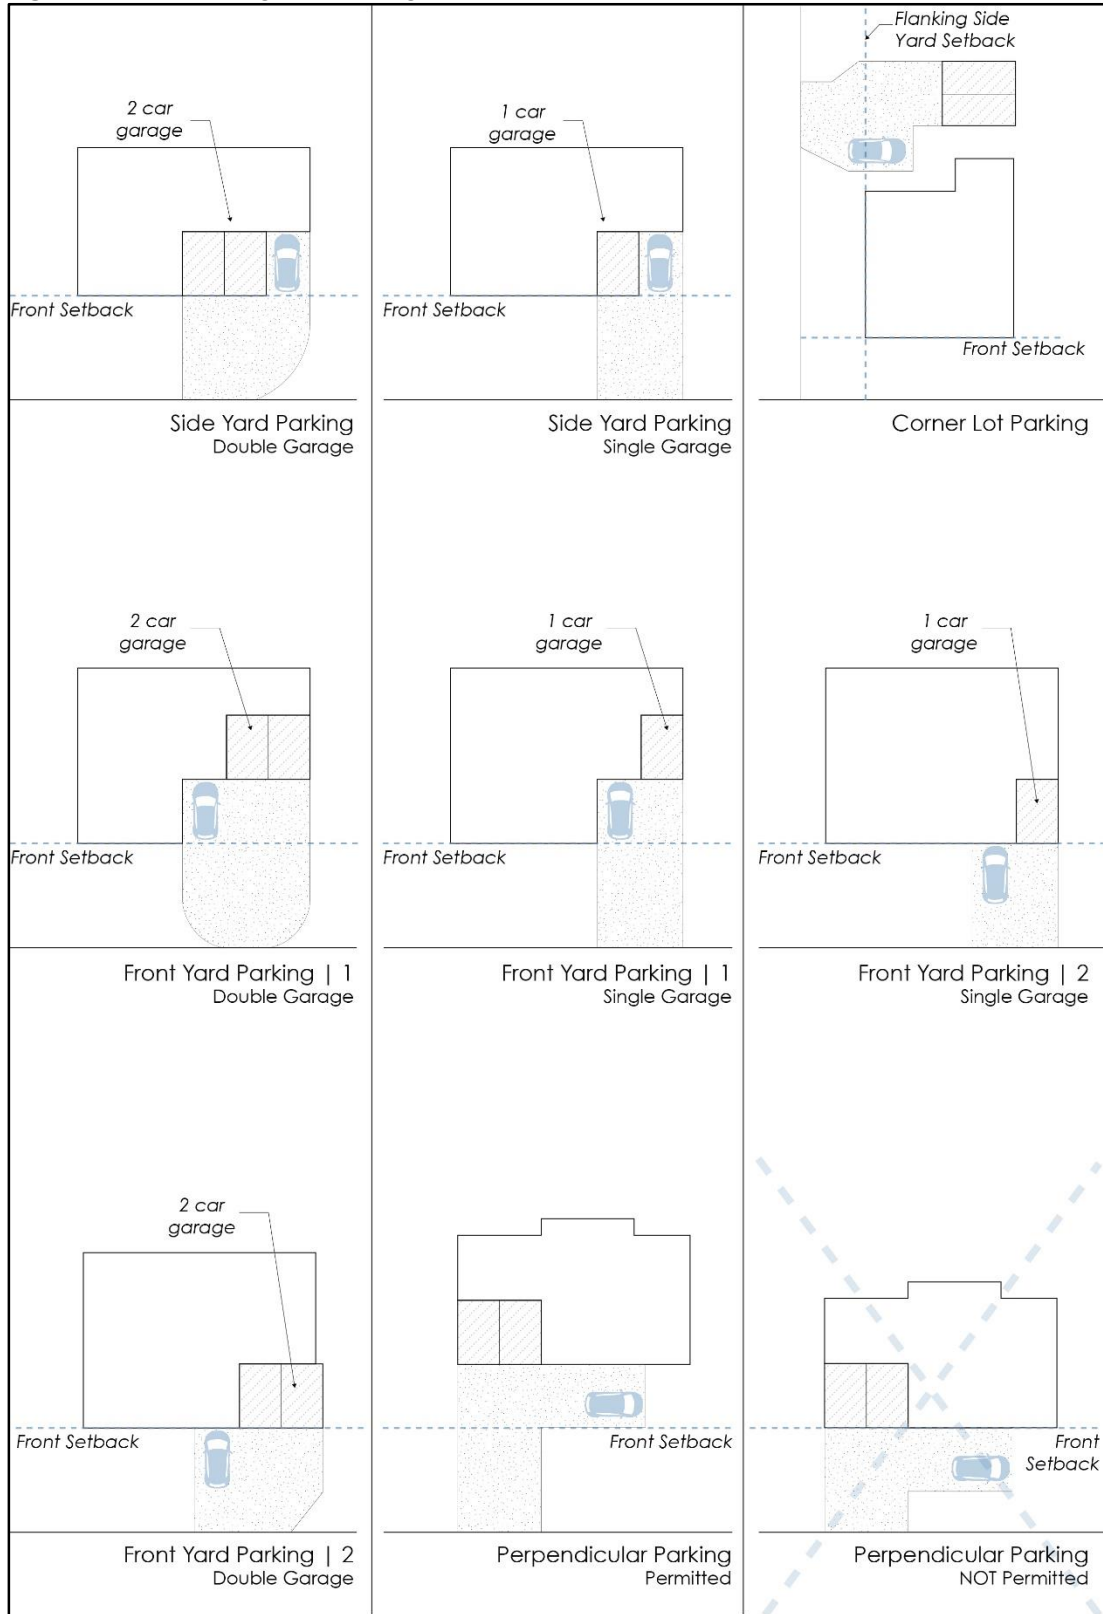 2 car
garage
Front Setback
Side Yard Parking
Double Garage
1 car
garage
Front Setback
Side Yard Parking
Single Garage
Flanking Side
Yard Setback
Front Setback
Corner Lot Parking
2 car
garage
Front Setback
Front Yard Parking | 1
Double Garage
1 car
garage
Front Setback
Front Yard Parking | 1
Single Garage
1 car
garage
Front Setback
Front Yard Parking | 2
Single Garage
2 car
garage
Front Setback
Front Yard Parking | 2
Double Garage
Front Setback
Perpendicular Parking
Permitted
Front
Setback
Perpendicular Parking
NOT Permitted